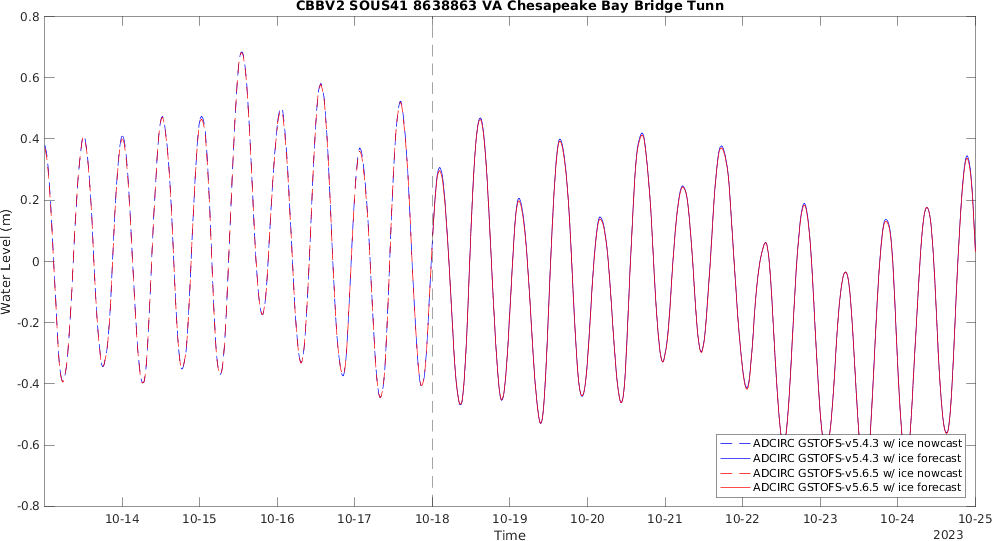 CBBV2 SOUS41 8638863 VA Chesapeake Bay Bridge Tunn
Water Level (m)
0.8
0.6
0.4
0.2
0
-0.2
-0.4
-0.6
-0.8
10-14 10-15 10-16 10-17 10-18 10-19 10-20 10-21 10-22 10-23 10-24 10-25
Time
2023
ADCIRC GSTOFS-v5.4.3 w/ ice nowcast
ADCIRC GSTOFS-v5.4.3 w/ ice forecast
ADCIRC GSTOFS-v5.6.5 w/ ice nowcast
ADCIRC GSTOFS-v5.6.5 w/ ice forecast